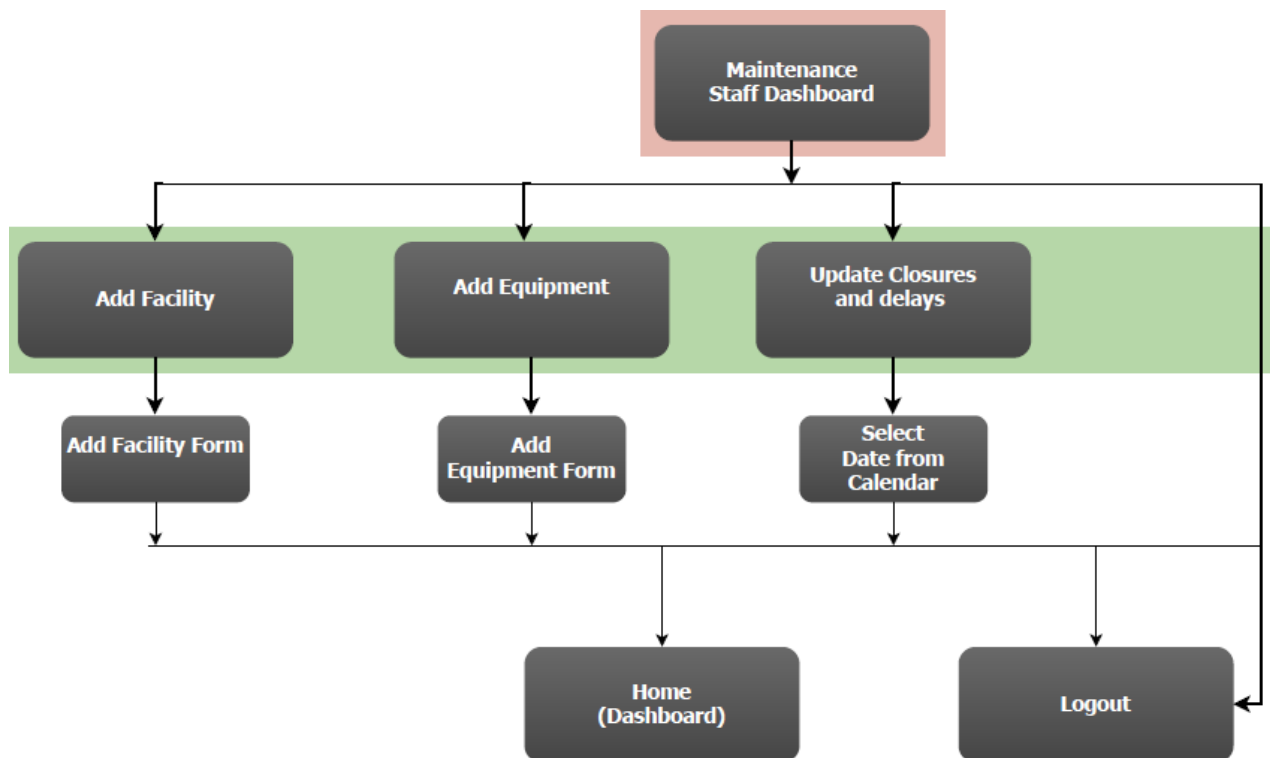 Maintenance
Staff Dashboard
Add Facility
Add Equipment
Update Closures
and delays
Add Facility Form
Add
Equipment Form
Select
Date from
Calendar
Home
(Dashboard)
Logout